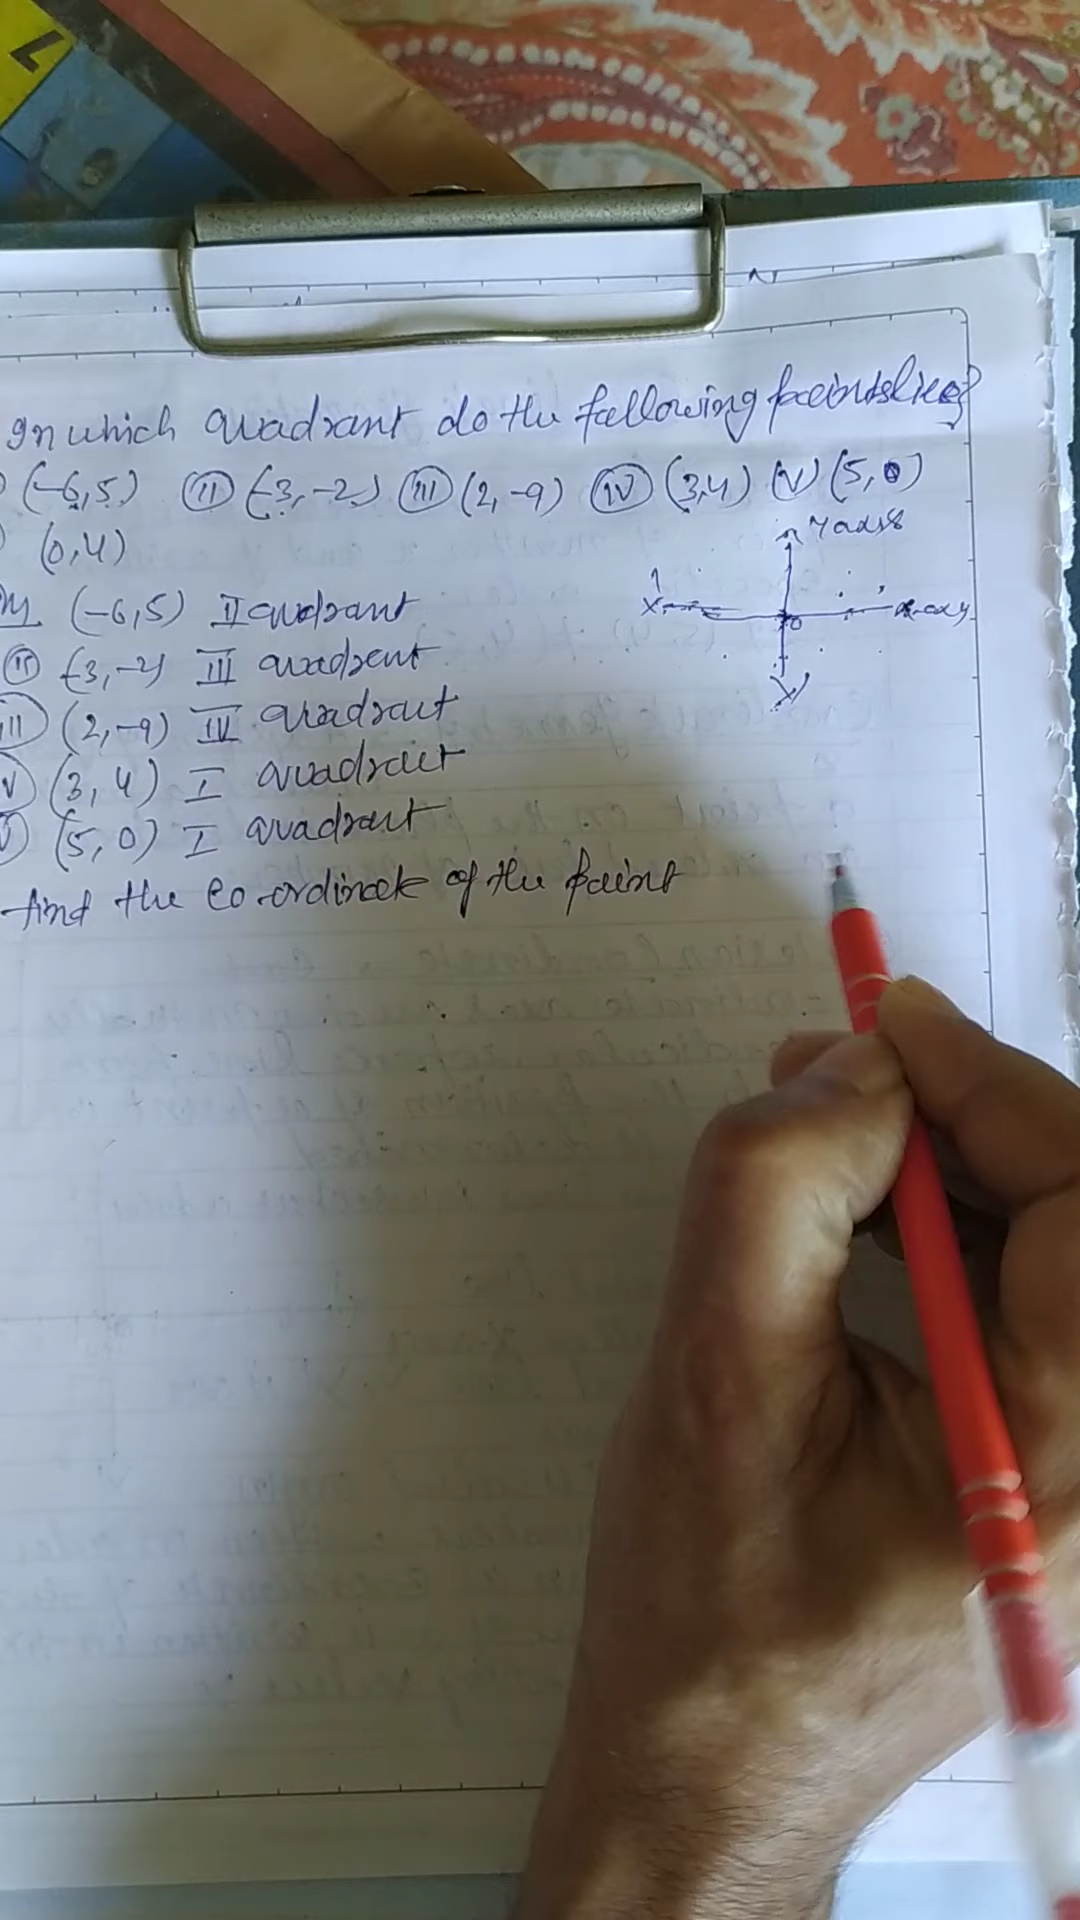 In which quadrant do the following points lie?
(-6,5) (II) (-3,-2) (III) (2,-9) (IV) (3,4) (V) (5,0)
(0,4)
Y axis
X' O
Y'
(-6,5) II quadrant
(II) (-3,-2) III quadrent
(2,-9) IV quadrant
(3,4) I quadrant
(5,0) I quadrant
find the co-ordinate of the point